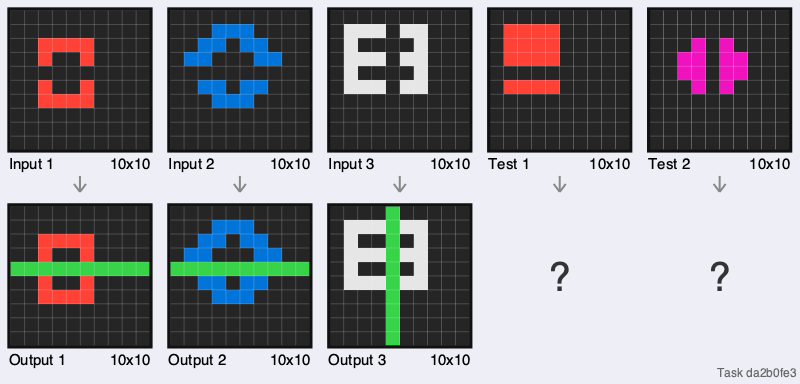 Input 1 10x10 Input 2 10x10 Input 3 10x10 Test 1 10x10 Test 2 10x10
? ?
Output 1 10x10 Output 2 10x10 Output 3 10x10
Task da2b0fe3